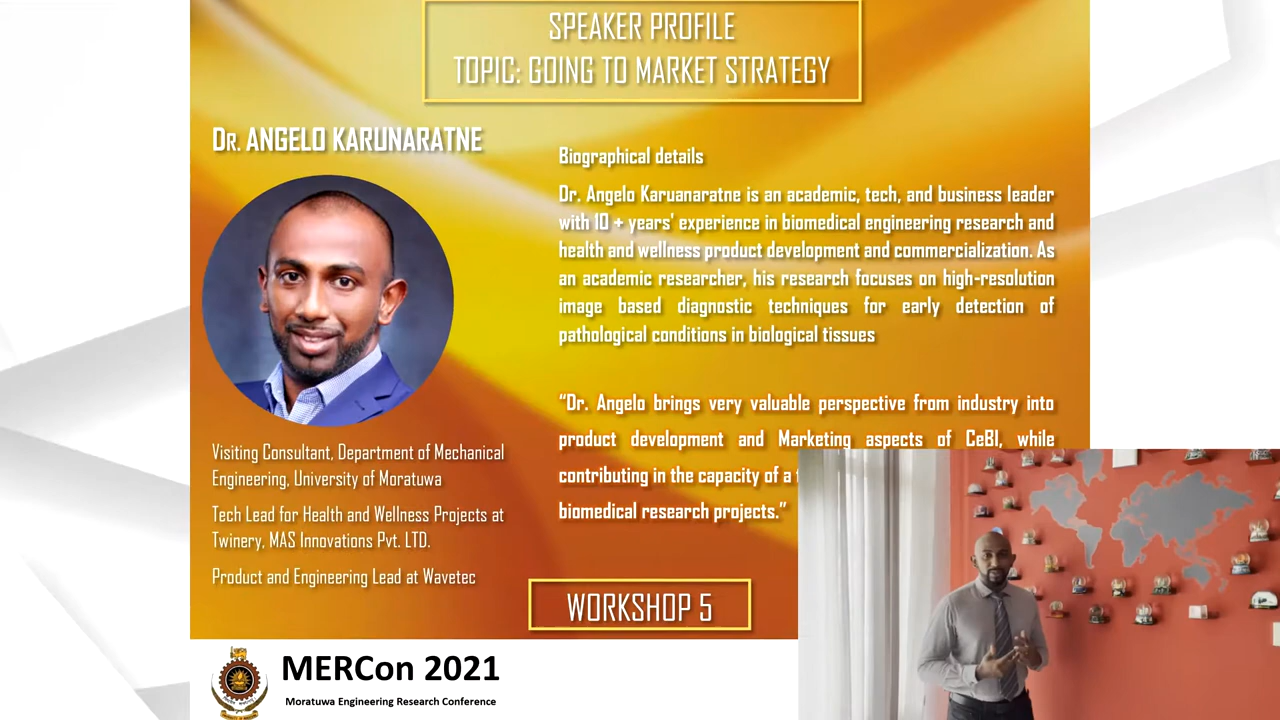 SPEAKER PROFILE
TOPIC: GOING TO MARKET STRATEGY
DR. ANGELO KARUNARATNE
Visiting Consultant, Department of Mechanical
Engineering, University of Moratuwa
Tech Lead for Health and Wellness Projects at
Twinery, MAS Innovations Pvt. LTD.
Product and Engineering Lead at Wavetec
Biographical details
Dr. Angelo Karuanaratne is an academic, tech, and business leader
with 10 + years' experience in biomedical engineering research and
health and wellness product development and commercialization. As
an academic researcher, his research focuses on high-resolution
image based diagnostic techniques for early detection of
pathological conditions in biological tissues
“Dr. Angelo brings very valuable perspective from industry into
product development and Marketing aspects of CeBI, while
contributing in the capacity of a
biomedical research projects.”
WORKSHOP 5
MERCon 2021
Moratuwa Engineering Research Conference